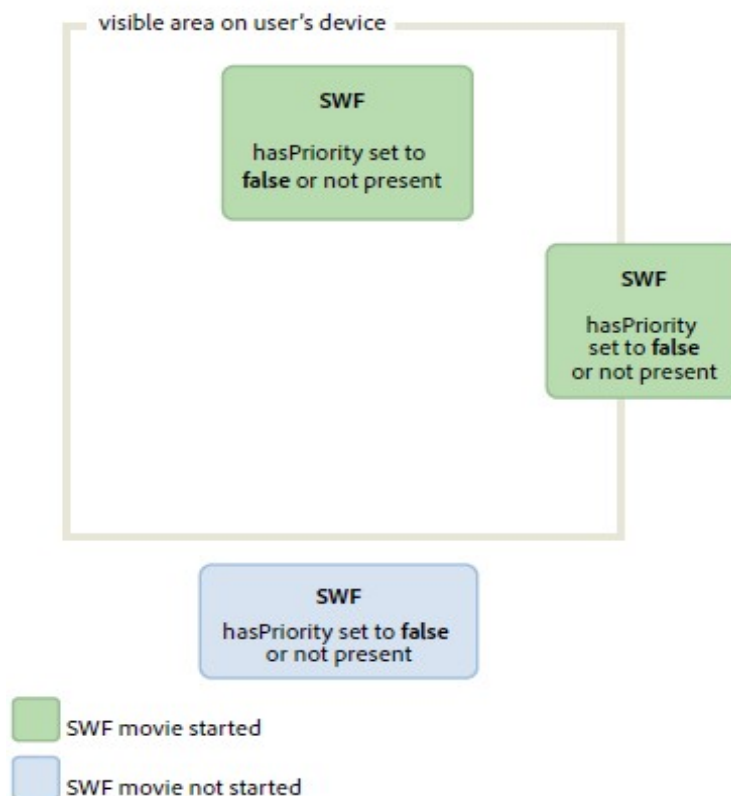 visible area on user's device
SWF
hasPriority set to
false or not present
SWF
hasPriority
set to false
or not present
SWF
hasPriority set to false
or not present
SWF movie started
SWF movie not started